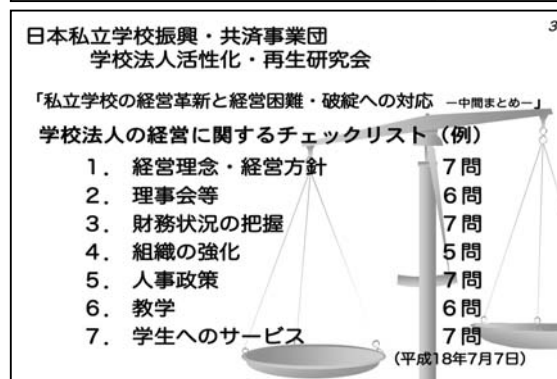 3
日本私立学校振興・共済事業団
学校法人活性化・再生研究会
「私立学校の経営革新と経営困難・破綻への対応 －中間まとめ－」
学校法人の経営に関するチェックリスト（例）
1． 経営理念・経営方針 7問
2． 理事会等 6問
3． 財務状況の把握 7問
4． 組織の強化 5問
5． 人事政策 7問
6． 教学 6問
7． 学生へのサービス 7問
（平成18年7月7日）